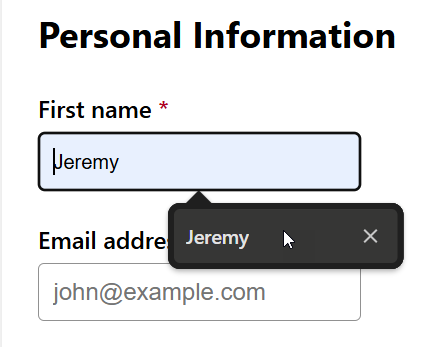 Personal Information
First name *
Jeremy
Jeremy
Email addre
john@example.com